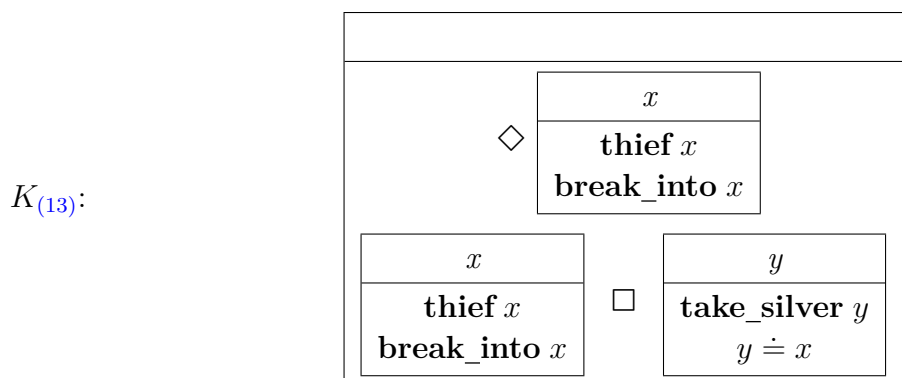 x
◇ thief x
break_into x
K(13):
x y
thief x □ take_silver y
break_into x y ≐ x